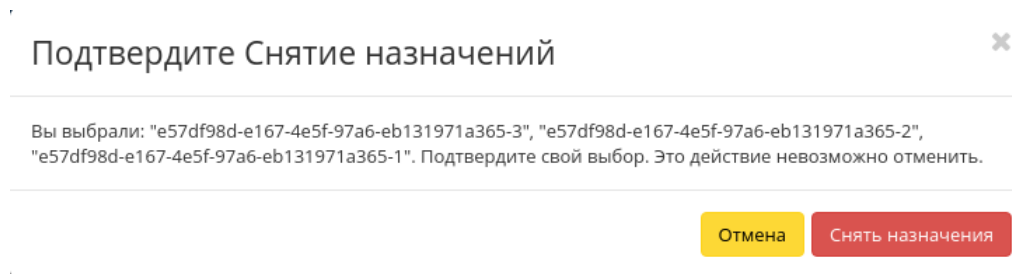 Подтвердите Снятие назначений
Вы выбрали: "e57df98d-e167-4e5f-97a6-eb131971a365-3", "e57df98d-e167-4e5f-97a6-eb131971a365-2",
"e57df98d-e167-4e5f-97a6-eb131971a365-1". Подтвердите свой выбор. Это действие невозможно отменить.
Отмена
Снять назначения